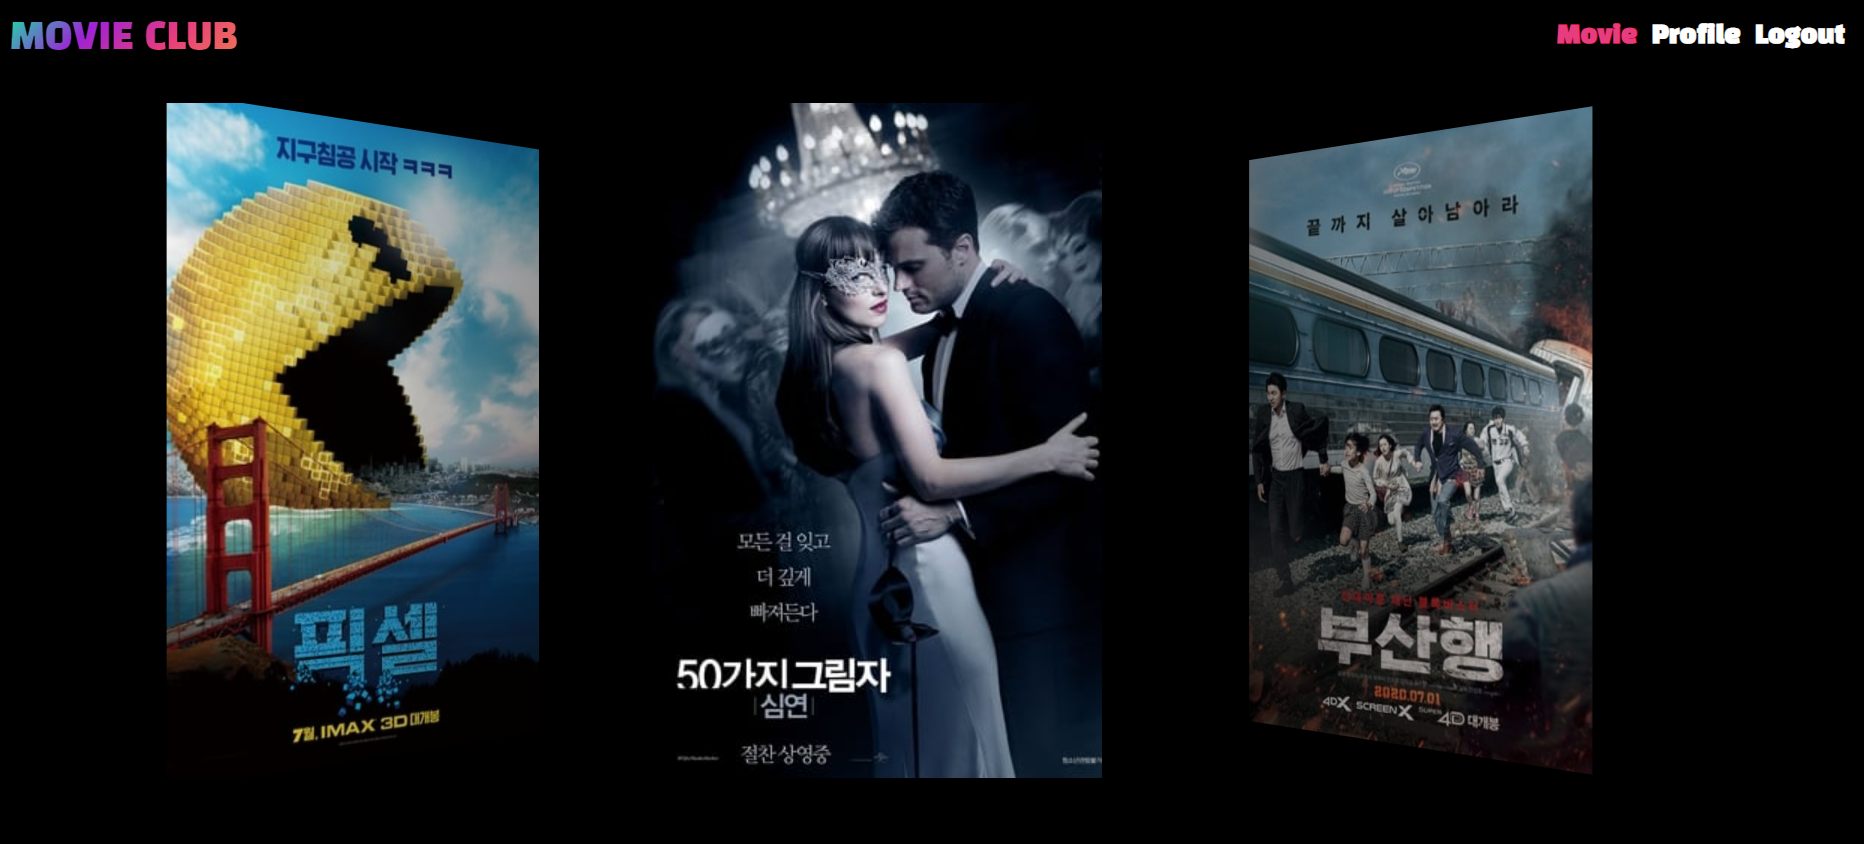 MOVIE CLUB
Movie Profile Logout
지구침공 시작 ㅋㅋㅋ
픽셀
7월, IMAX 3D 대개봉
모든 걸 잊고
더 깊게
빠져든다
50가지 그림자
심연
절찬 상영중
끝까지 살아남아라
부산행
2020.07.01
4DX SCREENX SUPER 4D 대개봉